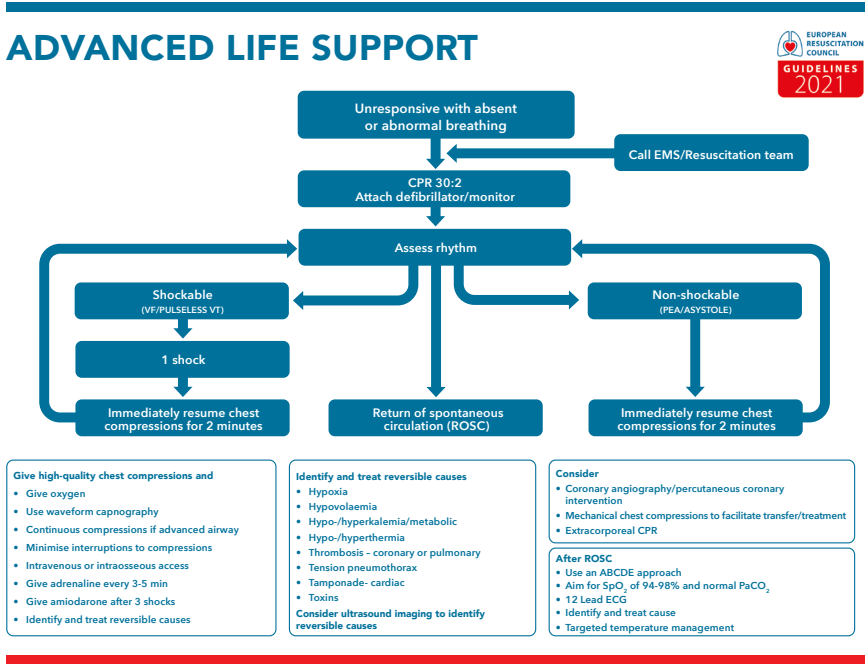 ADVANCED LIFE SUPPORT
EUROPEAN
RESUSCITATION
COUNCIL
GUIDELINES
2021
Unresponsive with absent
or abnormal breathing
Call EMS/Resuscitation team
CPR 30:2
Attach defibrillator/monitor
Assess rhythm
Shockable
(VF/PULSELESS VT)
Non-shockable
(PEA/ASYSTOLE)
1 shock
Immediately resume chest
compressions for 2 minutes
Return of spontaneous
circulation (ROSC)
Immediately resume chest
compressions for 2 minutes
Give high-quality chest compressions and
• Give oxygen
• Use waveform capnography
• Continuous compressions if advanced airway
• Minimise interruptions to compressions
• Intravenous or intraosseous access
• Give adrenaline every 3-5 min
• Give amiodarone after 3 shocks
• Identify and treat reversible causes
Identify and treat reversible causes
• Hypoxia
• Hypovolaemia
• Hypo-/hyperkalemia/metabolic
• Hypo-/hyperthermia
• Thrombosis – coronary or pulmonary
• Tension pneumothorax
• Tamponade- cardiac
• Toxins
Consider ultrasound imaging to identify
reversible causes
Consider
• Coronary angiography/percutaneous coronary
intervention
• Mechanical chest compressions to facilitate transfer/treatment
• Extracorporeal CPR
After ROSC
• Use an ABCDE approach
• Aim for SpO2 of 94-98% and normal PaCO2
• 12 Lead ECG
• Identify and treat cause
• Targeted temperature management